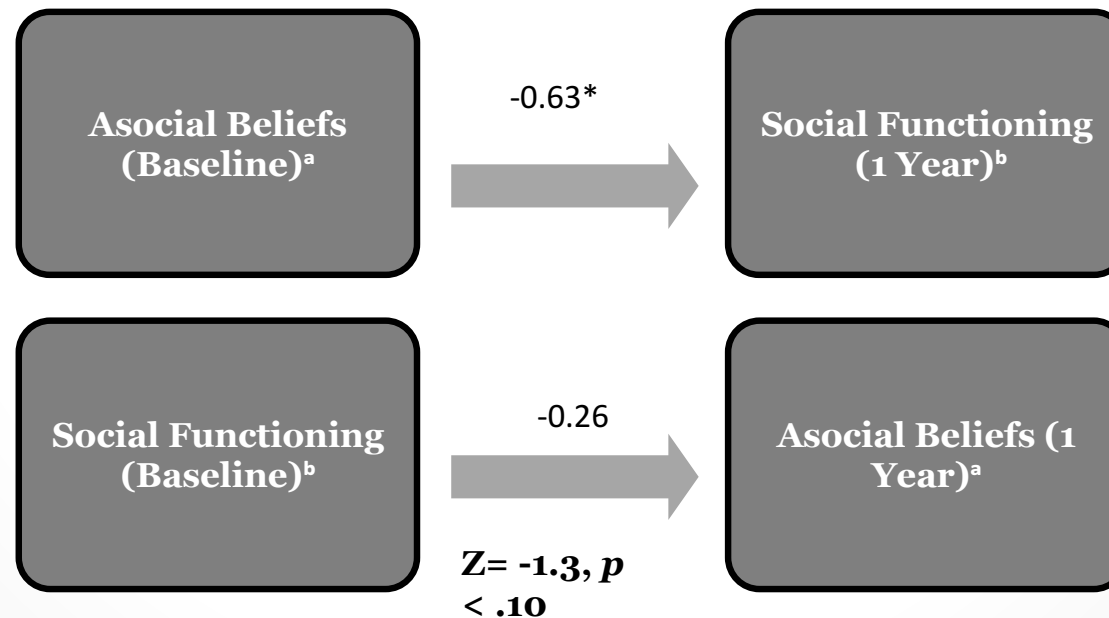 -0.63*
Asocial Beliefs
(Baseline)ᵃ
Social Functioning
(1 Year)ᵇ
-0.26
Social Functioning
(Baseline)ᵇ
Asocial Beliefs (1
Year)ᵃ
Z= -1.3, p
< .10